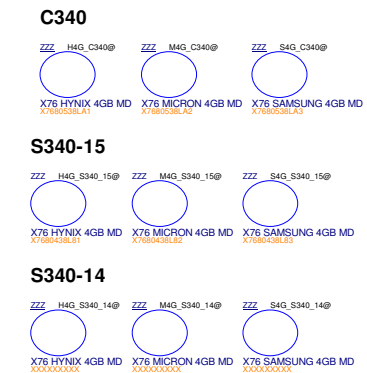 C340
ZZZ H4G_C340@ ZZZ M4G_C340@ ZZZ S4G_C340@
X76 HYNIX 4GB MD X76 MICRON 4GB MD X76 SAMSUNG 4GB MD
X7680538LA1 X7680538LA2 X7680538LA3
S340-15
ZZZ H4G_S340_15@ ZZZ M4G_S340_15@ ZZZ S4G_S340_15@
X76 HYNIX 4GB MD X76 MICRON 4GB MD X76 SAMSUNG 4GB MD
X7680438L81 X7680438L82 X7680438L83
S340-14
ZZZ H4G_S340_14@ ZZZ M4G_S340_14@ ZZZ S4G_S340_14@
X76 HYNIX 4GB MD X76 MICRON 4GB MD X76 SAMSUNG 4GB MD
XXXXXXXXX XXXXXXXXX XXXXXXXXX